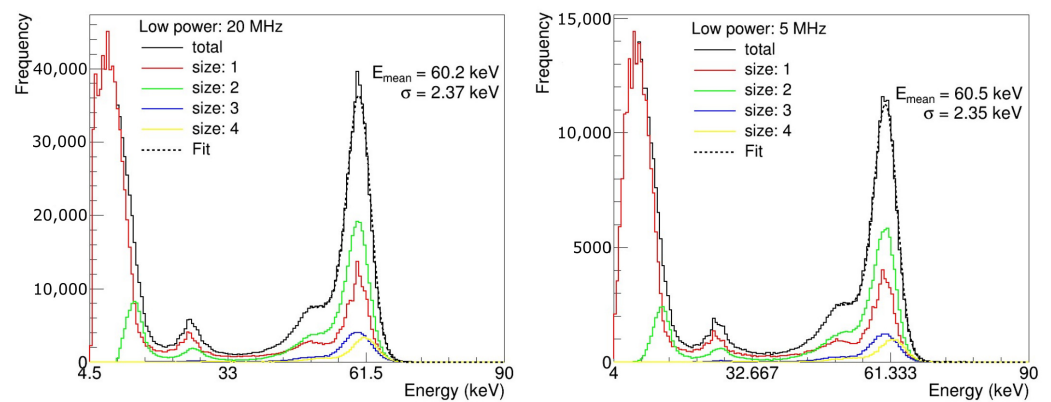 Frequency
Low power: 20 MHz
total
size: 1
size: 2
size: 3
size: 4
Fit
E_mean = 60.2 keV
σ = 2.37 keV
40,000
30,000
20,000
10,000
0
4.5
33
61.5
90
Energy (keV)
Frequency
Low power: 5 MHz
total
size: 1
size: 2
size: 3
size: 4
Fit
E_mean = 60.5 keV
σ = 2.35 keV
15,000
10,000
5000
0
4
32.667
61.333
90
Energy (keV)